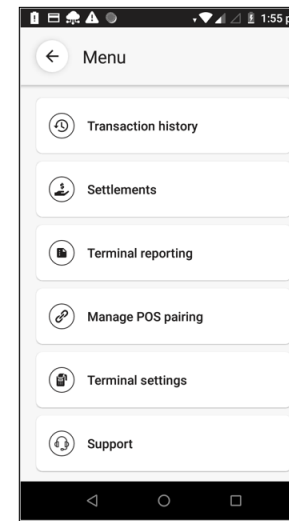 1:55 p
Menu
Transaction history
Settlements
Terminal reporting
Manage POS pairing
Terminal settings
Support